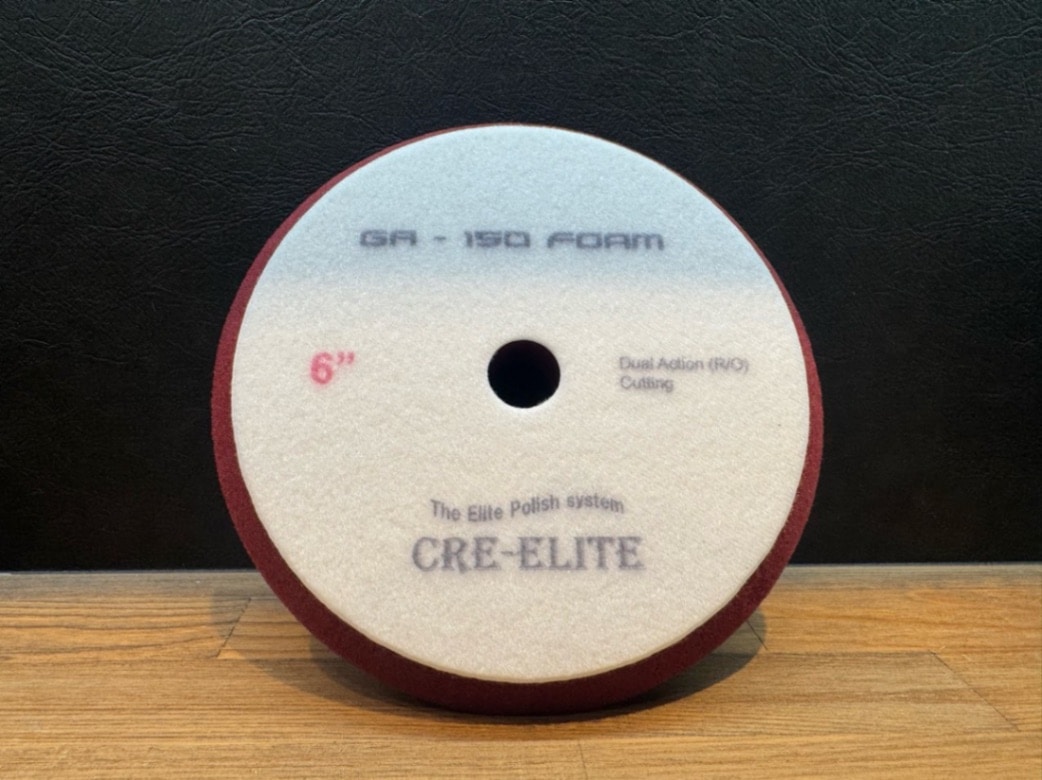 GA - 150 FOAM
6”
Dual Action (R/O)
Cutting
The Elite Polish system
CRE-ELITE